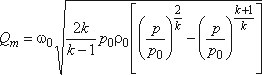 Q_m = ω_0 √( (2k / (k−1)) p_0 ρ_0 [ (p / p_0)^(2/k) − (p / p_0)^((k+1)/k) ] )